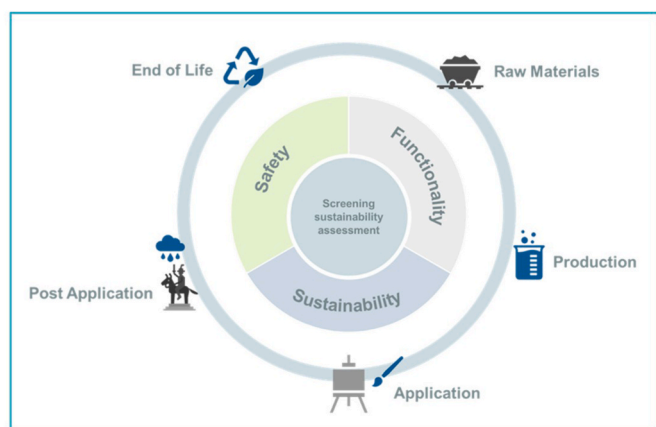 End of Life
Raw Materials
Safety
Functionality
Screening
sustainability
assessment
Production
Post Application
Sustainability
Application